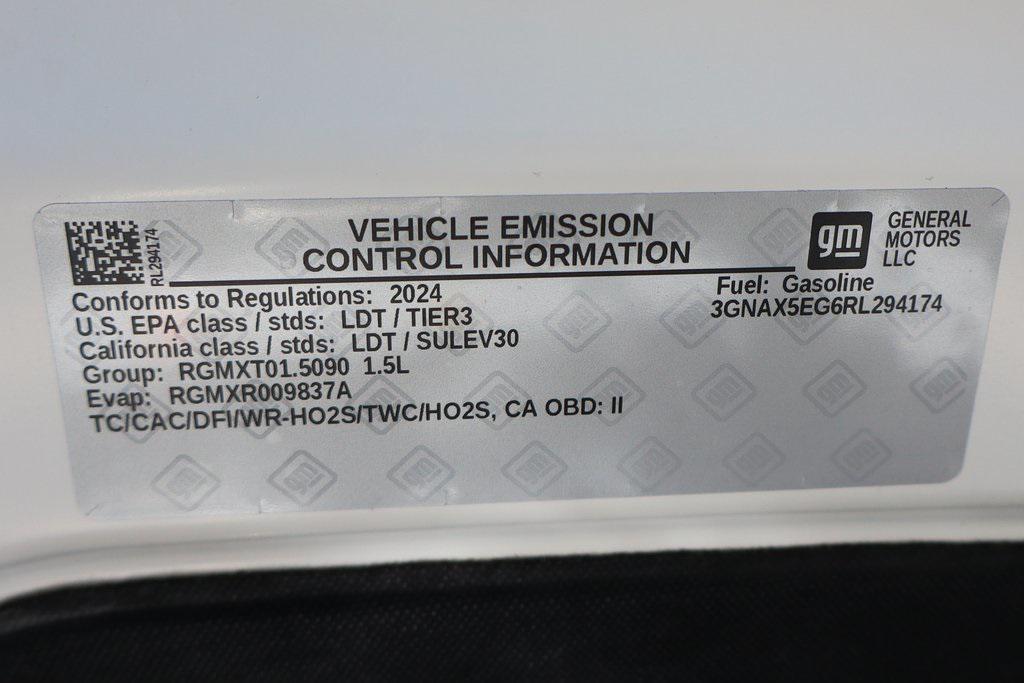 VEHICLE EMISSION
CONTROL INFORMATION
gm
GENERAL
MOTORS
LLC
RL294174
Conforms to Regulations: 2024
Fuel: Gasoline
U.S. EPA class / stds: LDT / TIER3
3GNAX5EG6RL294174
California class / stds: LDT / SULEV30
Group: RGMXT01.5090 1.5L
Evap: RGMXR009837A
TC/CAC/DFI/WR-HO2S/TWC/HO2S, CA OBD: II